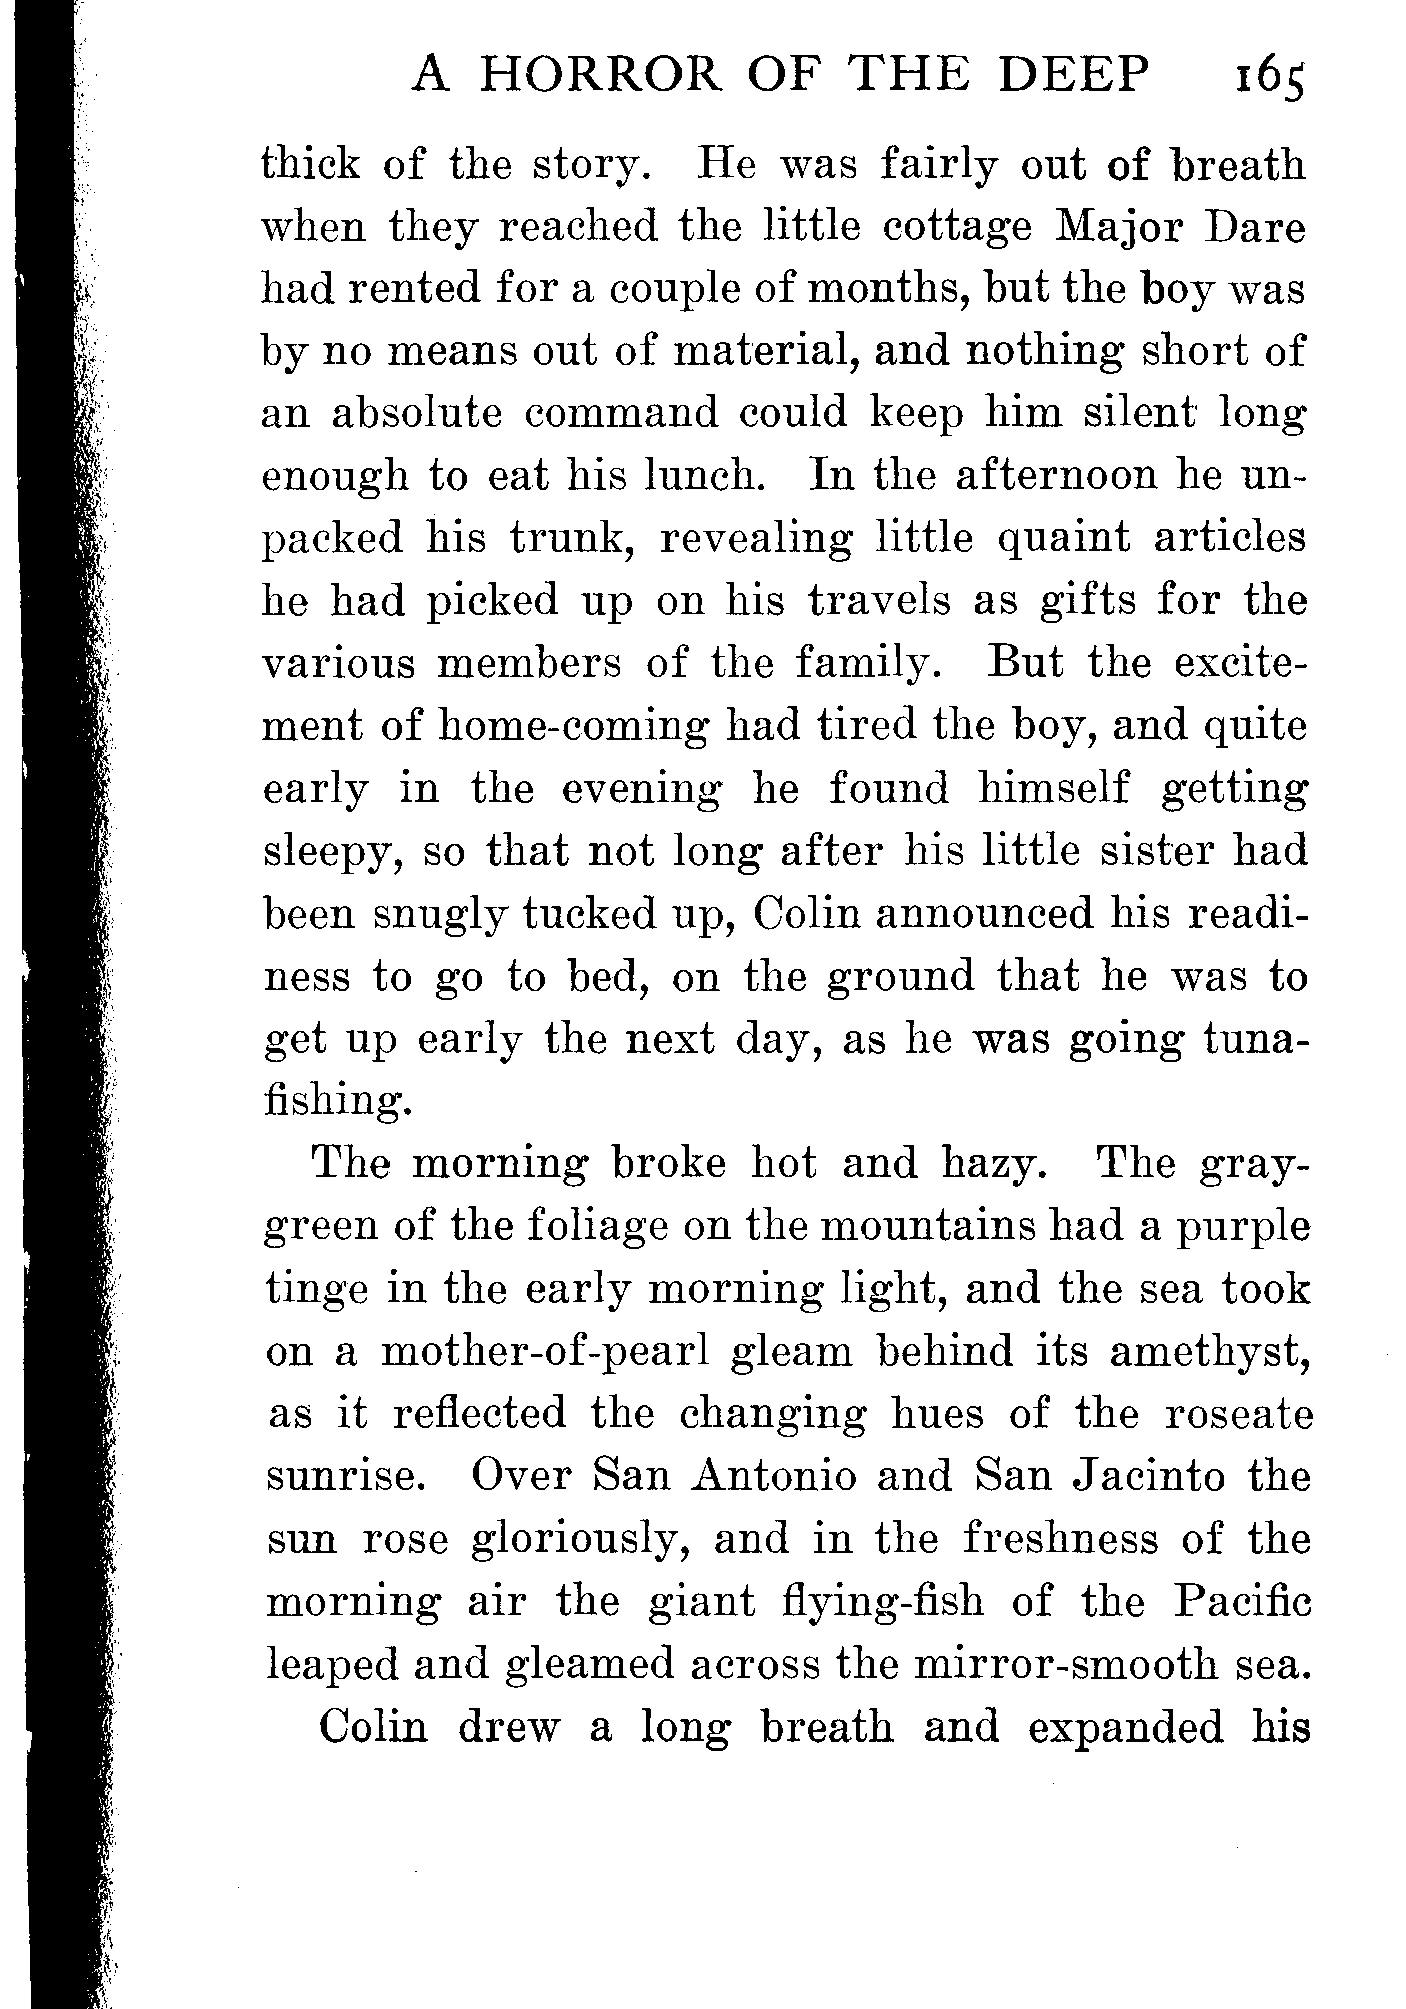 A HORROR OF THE DEEP 165
thick of the story. He was fairly out of breath
when they reached the little cottage Major Dare
had rented for a couple of months, but the boy was
by no means out of material, and nothing short of
an absolute command could keep him silent long
enough to eat his lunch. In the afternoon he un-
packed his trunk, revealing little quaint articles
he had picked up on his travels as gifts for the
various members of the family. But the excite-
ment of home-coming had tired the boy, and quite
early in the evening he found himself getting
sleepy, so that not long after his little sister had
been snugly tucked up, Colin announced his readi-
ness to go to bed, on the ground that he was to
get up early the next day, as he was going tuna-
fishing.
The morning broke hot and hazy. The gray-
green of the foliage on the mountains had a purple
tinge in the early morning light, and the sea took
on a mother-of-pearl gleam behind its amethyst,
as it reflected the changing hues of the roseate
sunrise. Over San Antonio and San Jacinto the
sun rose gloriously, and in the freshness of the
morning air the giant flying-fish of the Pacific
leaped and gleamed across the mirror-smooth sea.
Colin drew a long breath and expanded his